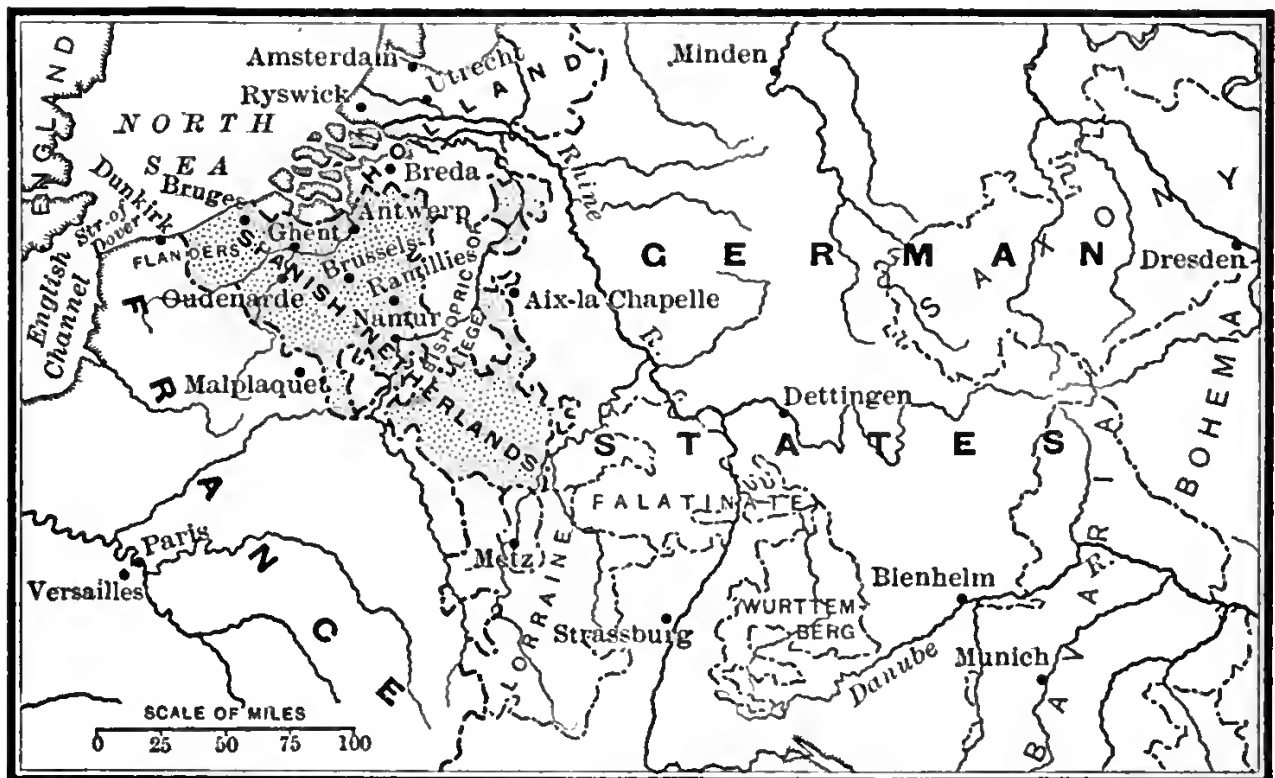 ENGLAND
NORTH
SEA
Str. of
Dover
English
Channel
Amsterdam
Utrecht
Ryswick
HOLLAND
Breda
Dunkirk
Bruges
Antwerp
Ghent
FLANDERS
SPANISH NETHERLANDS
Brussels
Oudenarde
Ramillies
Namur
BISHOPRIC OF
LIEGE
Malplaquet
Aix-la Chapelle
Rhine
R.
Minden
GERMAN
STATES
SAXONY
Dresden
BOHEMIA
Dettingen
FALATINATE
FRANCE
Paris
Versailles
Metz
LORRAINE
Strassburg
WURTTEM-
BERG
Blenheim
Danube
R.
Munich
BAVARIA
SCALE OF MILES
0 25 50 75 100